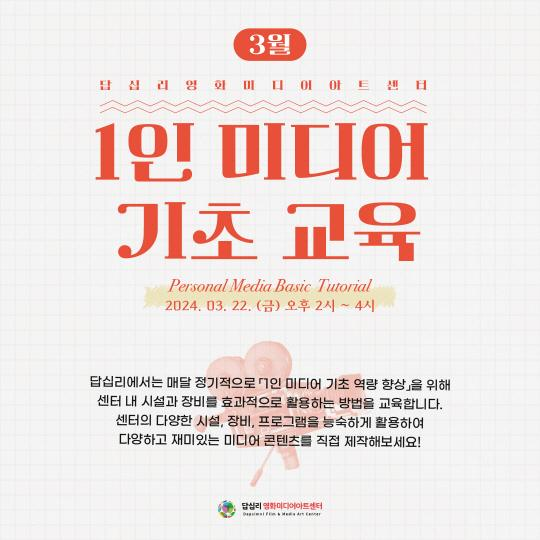 3월
답십리영화미디어아트센터
1인 미디어
기초 교육
Personal Media Basic Tutorial
2024. 03. 22. (금) 오후 2시 ~ 4시
답십리에서는 매달 정기적으로 「1인 미디어 기초 역량 향상」을 위해
센터 내 시설과 장비를 효과적으로 활용하는 방법을 교육합니다.
센터의 다양한 시설, 장비, 프로그램을 능숙하게 활용하여
다양하고 재미있는 미디어 콘텐츠를 직접 제작해보세요!
답십리 영화미디어아트센터
Dapsimni Film & Media Art Center